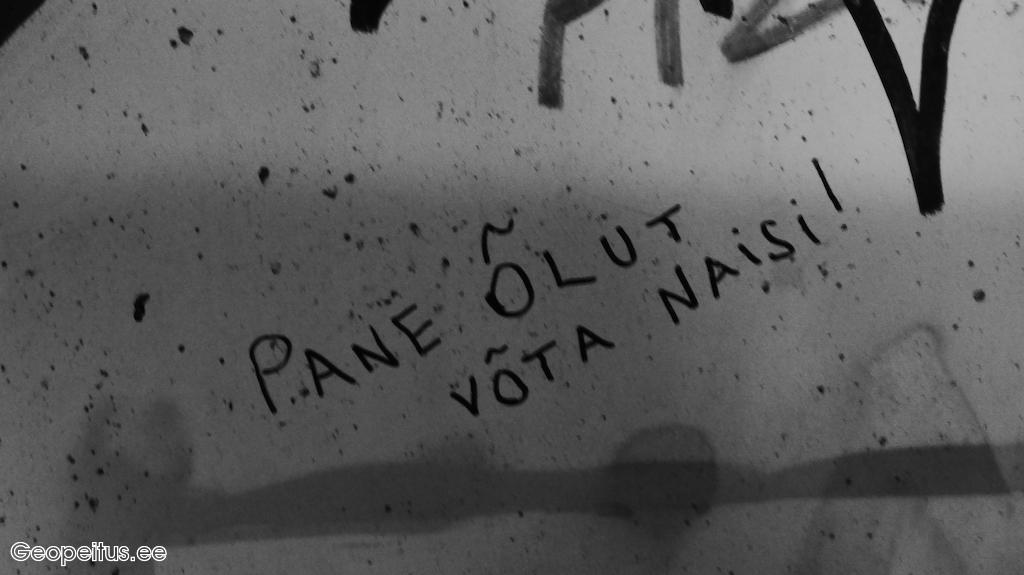 PANE ÕLUT
VÕTA NAISI!
Geopeitus.ee